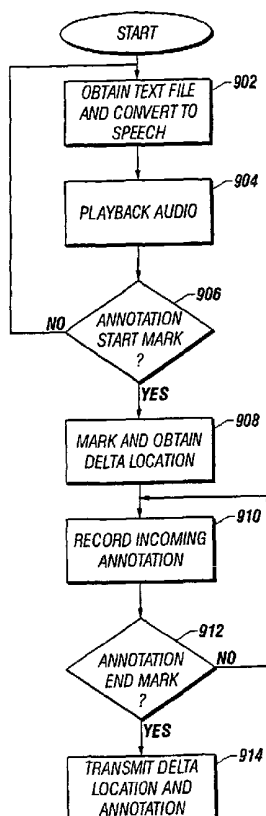 START
902
OBTAIN TEXT FILE
AND CONVERT TO
SPEECH
904
PLAYBACK AUDIO
906
ANNOTATION
START MARK
?
NO
YES
908
MARK AND OBTAIN
DELTA LOCATION
910
RECORD INCOMING
ANNOTATION
912
ANNOTATION
END MARK
?
NO
YES
914
TRANSMIT DELTA
LOCATION AND
ANNOTATION